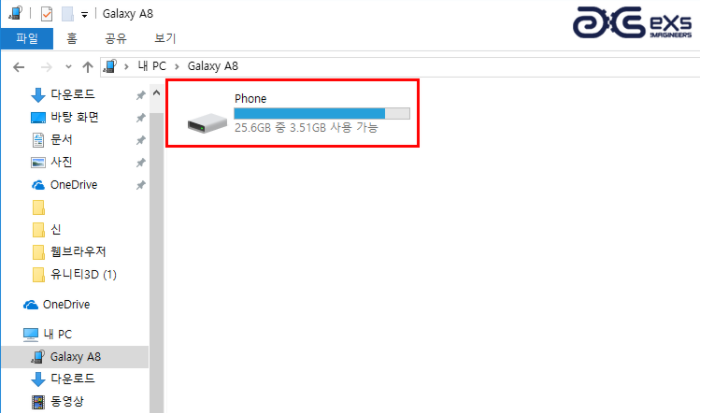 Galaxy A8
exs
IMAGINEERS
파일 홈 공유 보기
내 PC > Galaxy A8
다운로드
바탕 화면
문서
사진
OneDrive
신
웹브라우저
유니티3D (1)
OneDrive
내 PC
Galaxy A8
다운로드
동영상
Phone
25.6GB 중 3.51GB 사용 가능